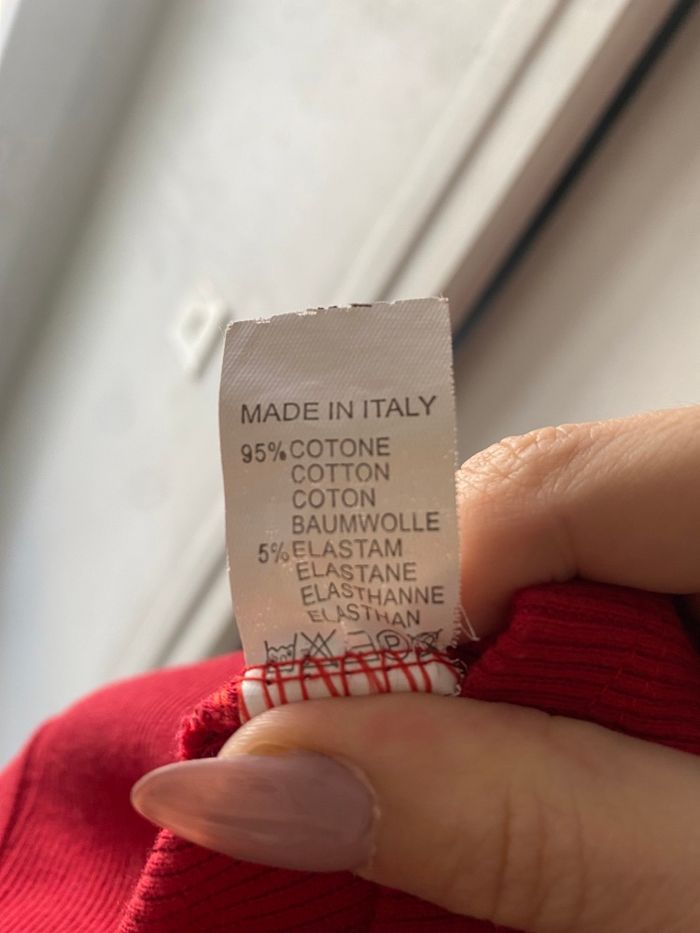 MADE IN ITALY
95% COTONE
COTTON
COTON
BAUMWOLLE
5% ELASTAM
ELASTANE
ELASTHANNE
ELASTHAN
P